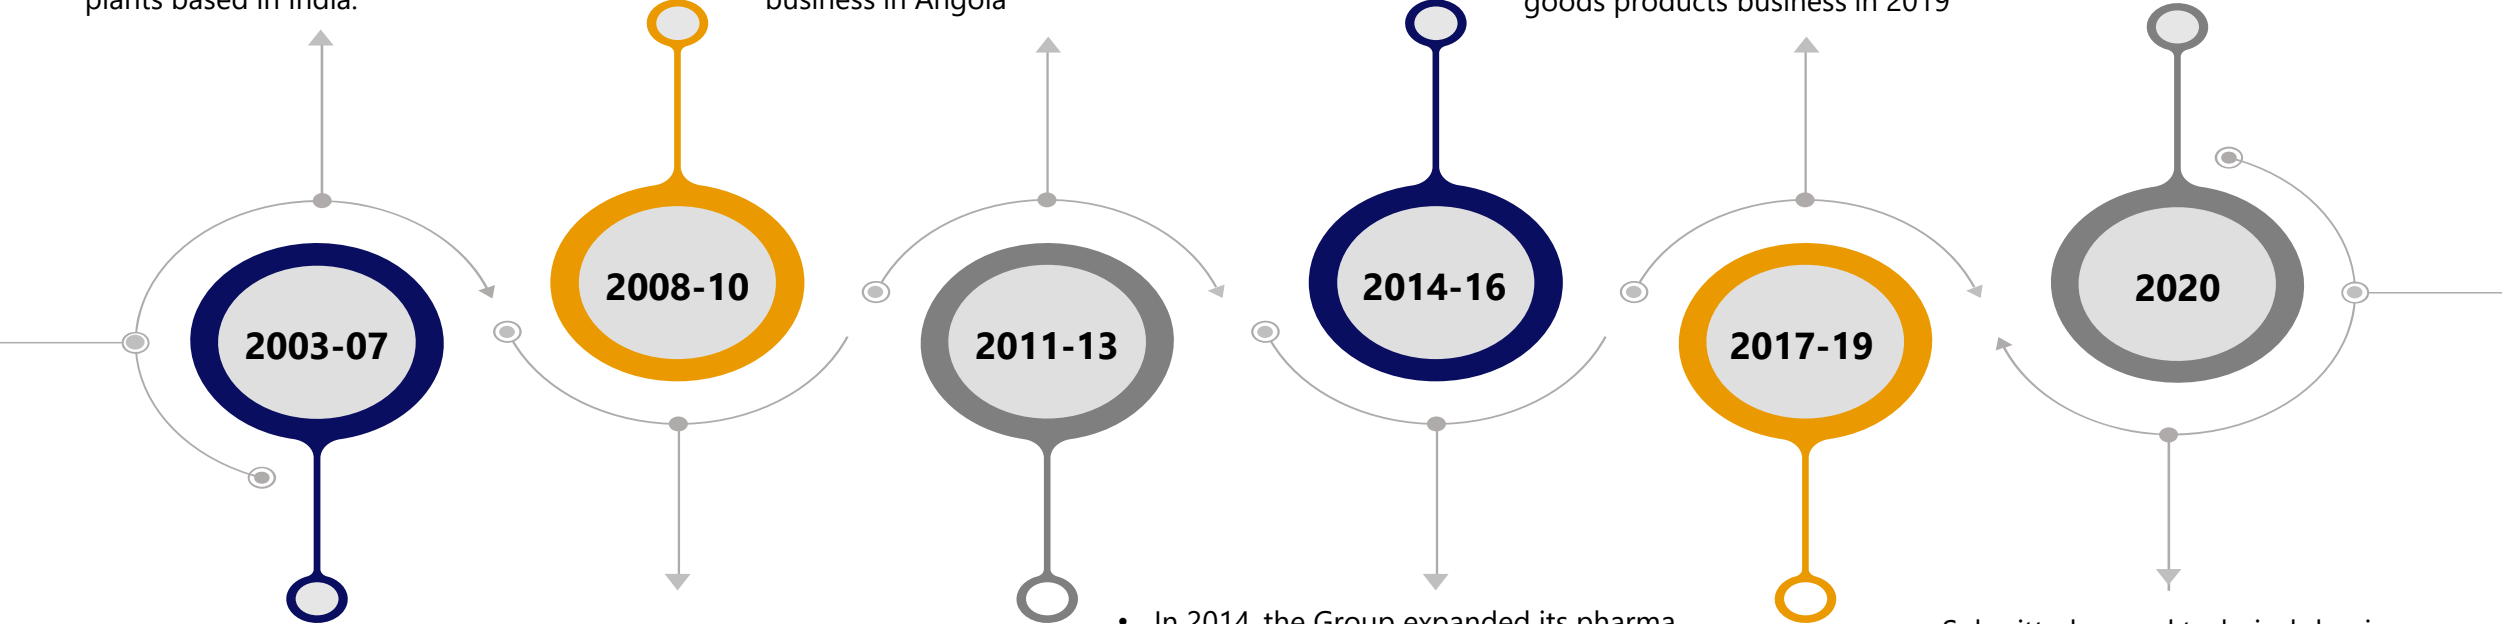 plants based in India.
business in Angola
goods products business in 2019
2008-10
2014-16
2020
2003-07
2011-13
2017-19
• In 2014, the Group expanded its pharma